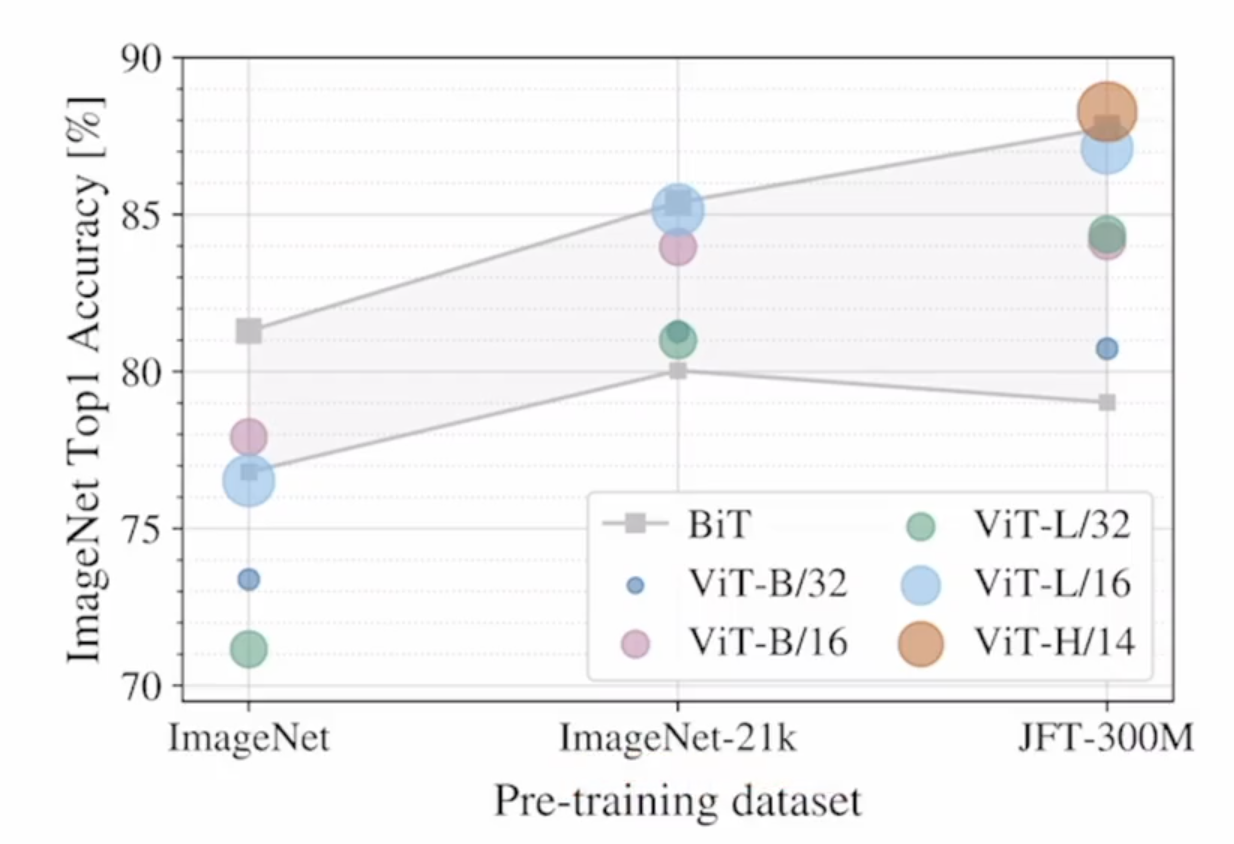 ImageNet Top1 Accuracy [%]
90
85
80
75
70
BiT
ViT-B/32
ViT-B/16
ViT-L/32
ViT-L/16
ViT-H/14
ImageNet
ImageNet-21k
JFT-300M
Pre-training dataset